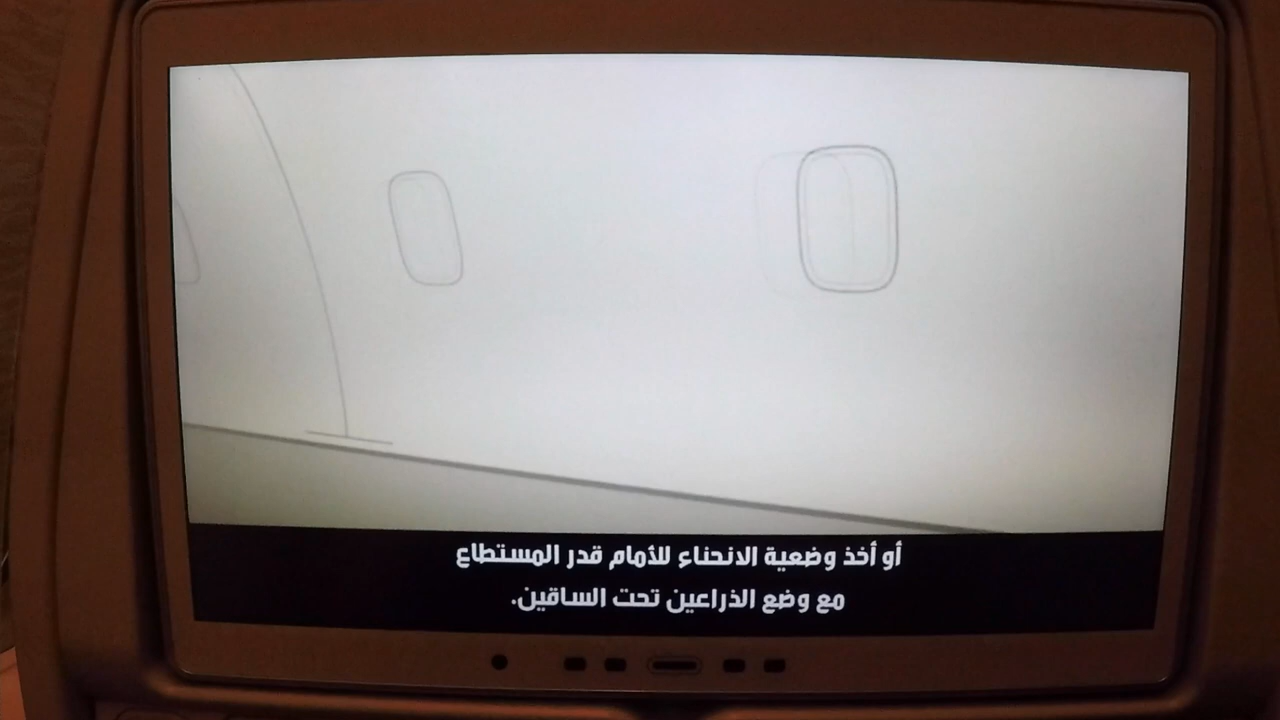 أو أخذ وضعية الانحناء للأمام قدر المستطاع
مع وضع الذراعين تحت الساقين.